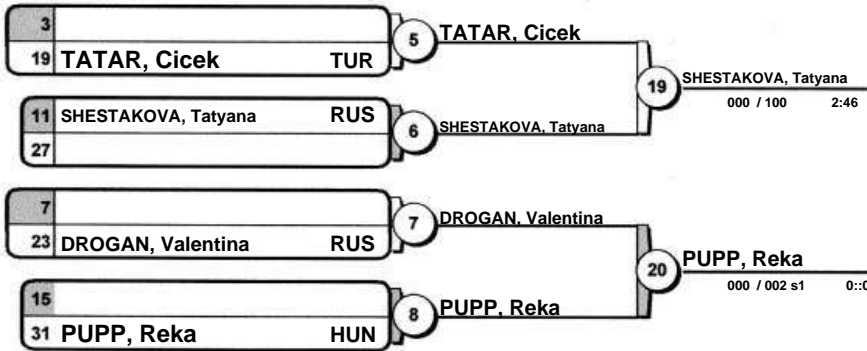 3
19 TATAR, Cicek TUR
5 TATAR, Cicek
11 SHESTAKOVA, Tatyana RUS
27
6 SHESTAKOVA, Tatyana
19 SHESTAKOVA, Tatyana
000 / 100 2:46
7
23 DROGAN, Valentina RUS
7 DROGAN, Valentina
15
31 PUPP, Reka HUN
8 PUPP, Reka
20 PUPP, Reka
000 / 002 s1